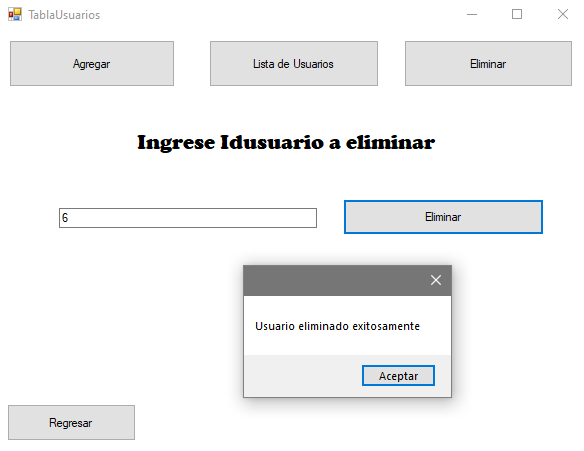 TablaUsuarios
Agregar
Lista de Usuarios
Eliminar
Ingrese Idusuario a eliminar
6
Eliminar
Usuario eliminado exitosamente
Aceptar
Regresar